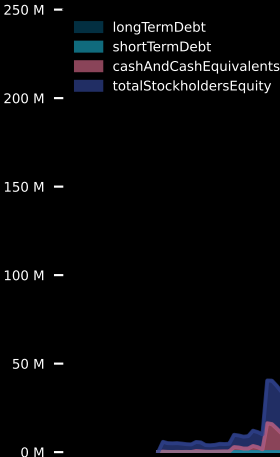 250 M
longTermDebt
shortTermDebt
cashAndCashEquivalents
totalStockholdersEquity
200 M
150 M
100 M
50 M
0 M